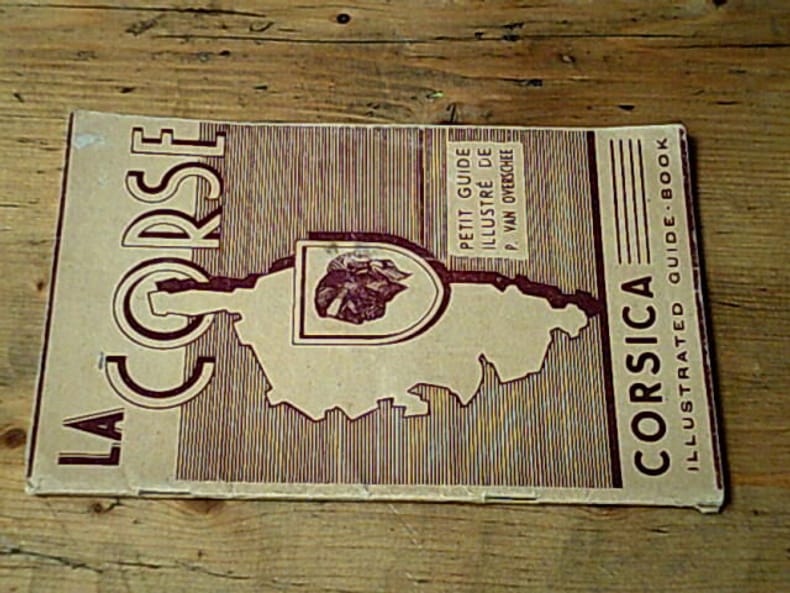 LA
CORSE
PETIT GUIDE
ILLUSTRÉ DE
P. VAN OVERSCHEE
CORSICA
ILLUSTRATED GUIDE-BOOK